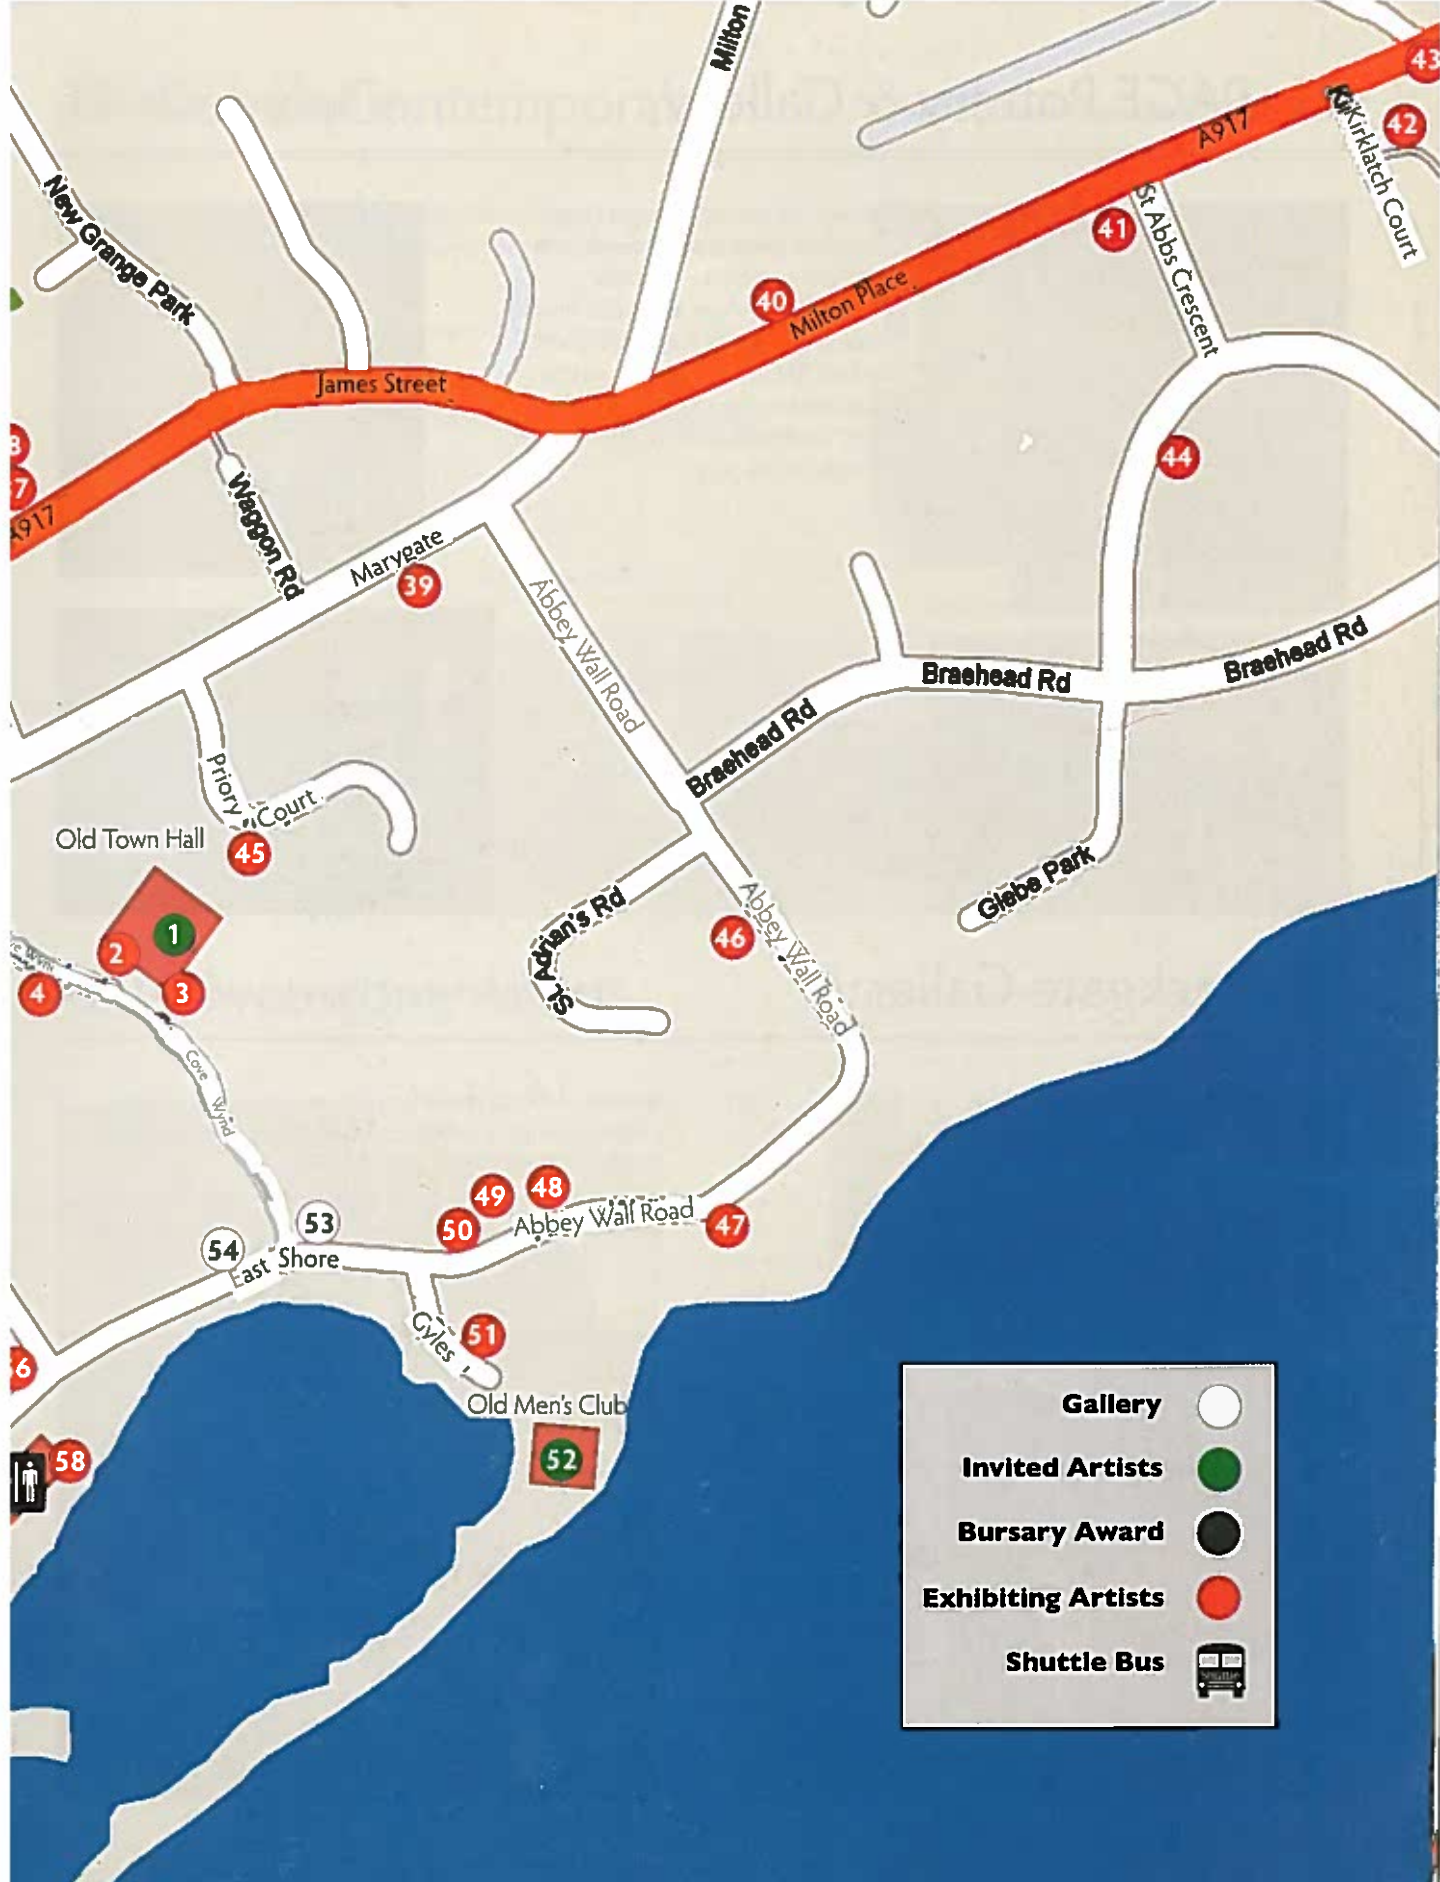 Milton
43
A917
Ki
Kirklatch Court
42
New Grange Park
St Abbs Crescent
41
40
Milton Place
James Street
44
A917
Waggon Rd
Marygate
39
Abbey Wall Road
Braehead Rd
Braehead Rd
Braehead Rd
Priory Court
Old Town Hall
45
Glebe Park
St. Adrian's Rd
Abbey Wall Road
46
1
2
3
4
Cove Wynd
49
48
50
Abbey Wall Road
47
53
54
East Shore
Gyles
51
Old Men's Club
52
58
Gallery
Invited Artists
Bursary Award
Exhibiting Artists
Shuttle Bus
Shuttle